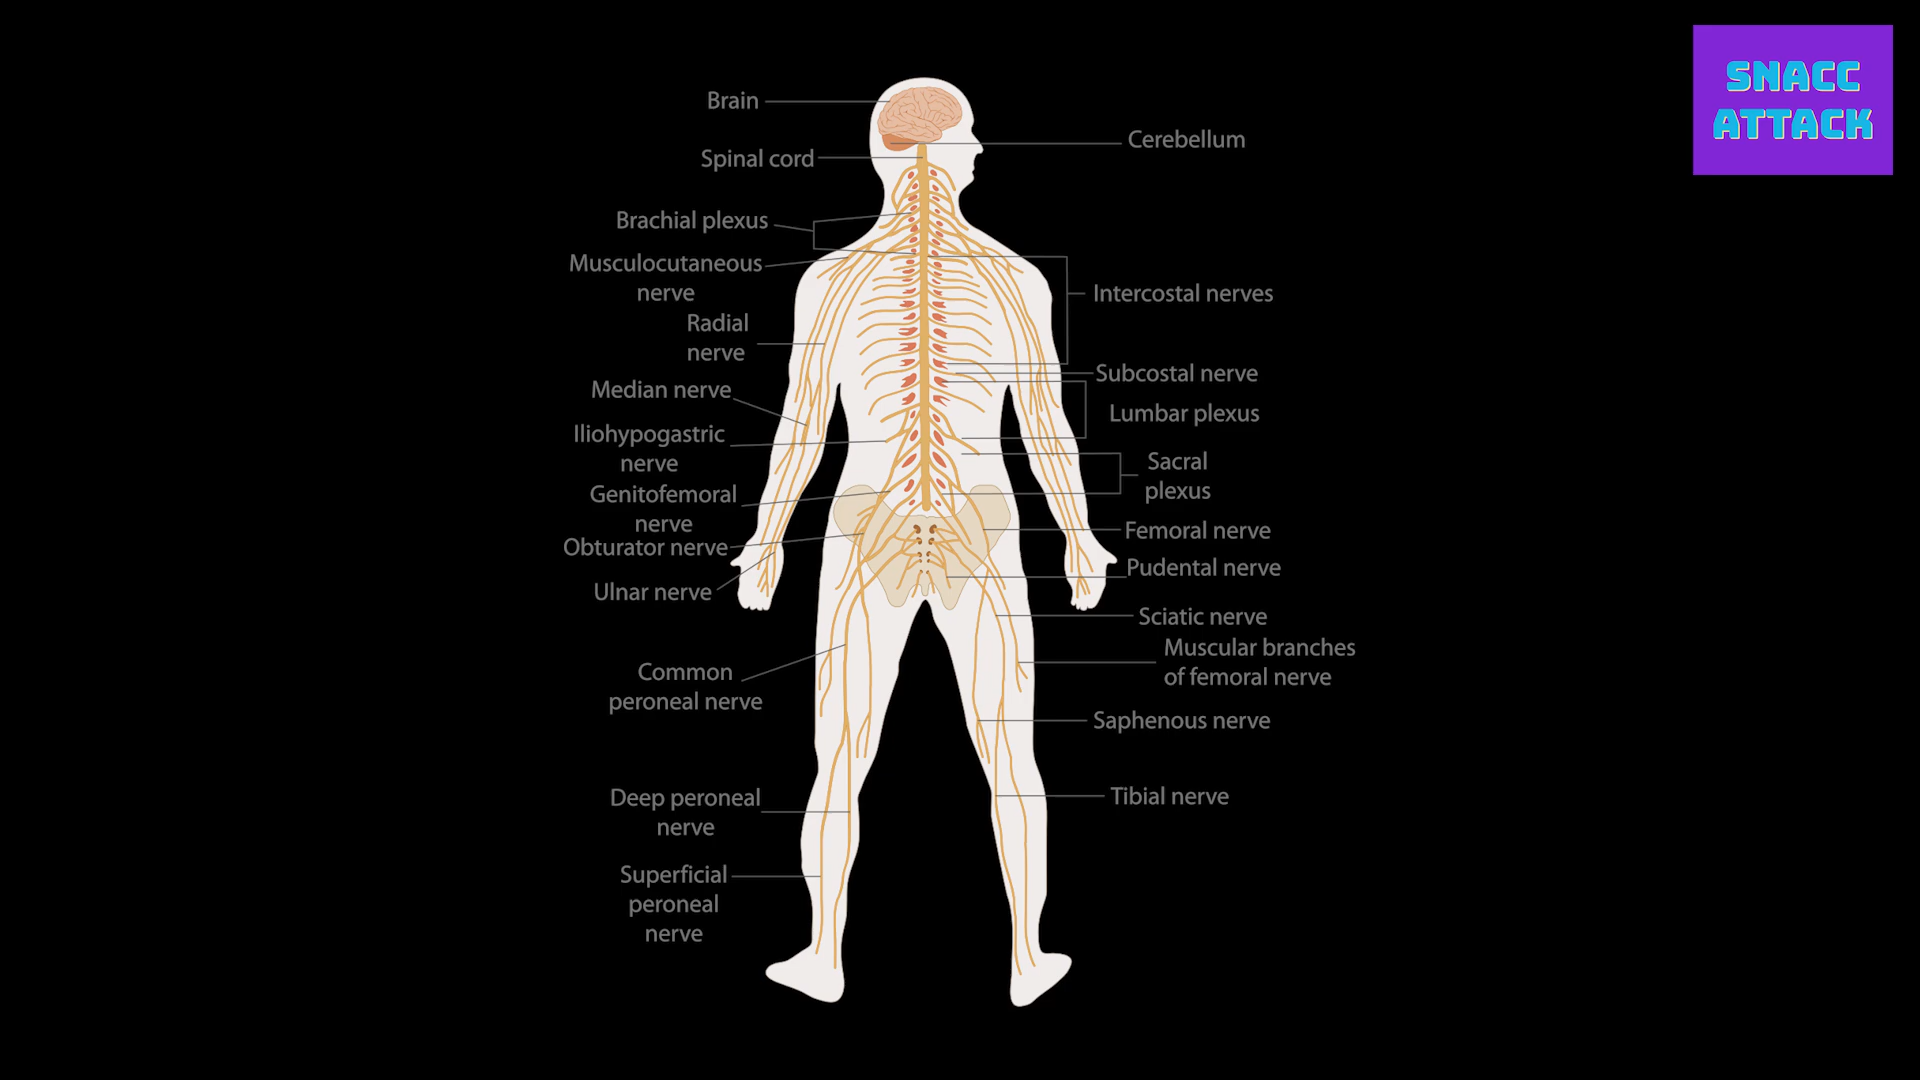 SNACC
ATTACK
Brain
Cerebellum
Spinal cord
Brachial plexus
Musculocutaneous
nerve
Intercostal nerves
Radial
nerve
Subcostal nerve
Median nerve
Lumbar plexus
Iliohypogastric
nerve
Sacral
plexus
Genitofemoral
nerve
Femoral nerve
Obturator nerve
Pudental nerve
Ulnar nerve
Sciatic nerve
Muscular branches
of femoral nerve
Common
peroneal nerve
Saphenous nerve
Deep peroneal
nerve
Tibial nerve
Superficial
peroneal
nerve